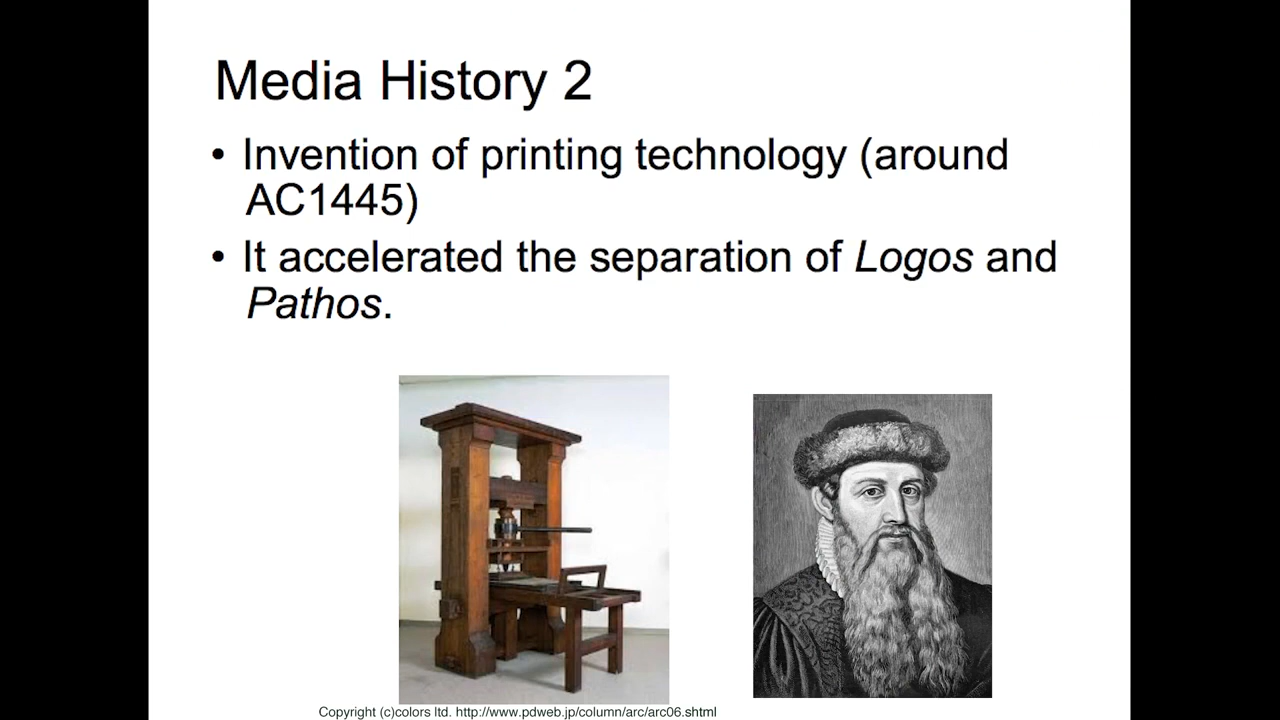 Media History 2
• Invention of printing technology (around
AC1445)
• It accelerated the separation of Logos and
Pathos.
Copyright (c)colors ltd. http://www.pdweb.jp/column/arc/arc06.shtml